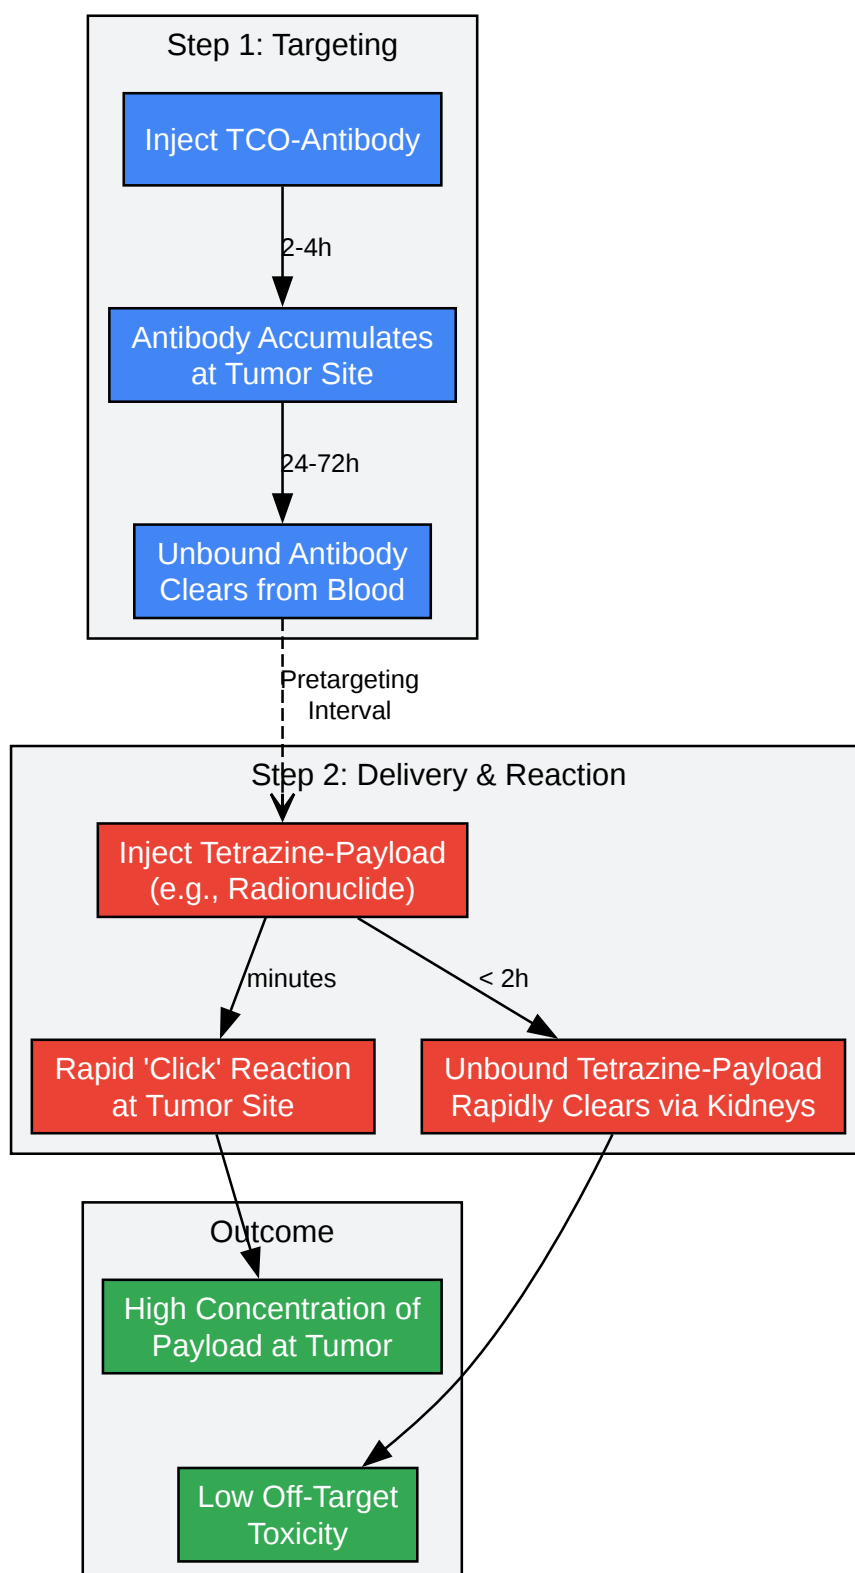 Step 1: Targeting
Inject TCO-Antibody
2-4h
Antibody Accumulates
at Tumor Site
24-72h
Unbound Antibody
Clears from Blood
Pretargeting
Interval
Step 2: Delivery & Reaction
Inject Tetrazine-Payload
(e.g., Radionuclide)
minutes
< 2h
Rapid 'Click' Reaction
at Tumor Site
Unbound Tetrazine-Payload
Rapidly Clears via Kidneys
Outcome
High Concentration of
Payload at Tumor
Low Off-Target
Toxicity